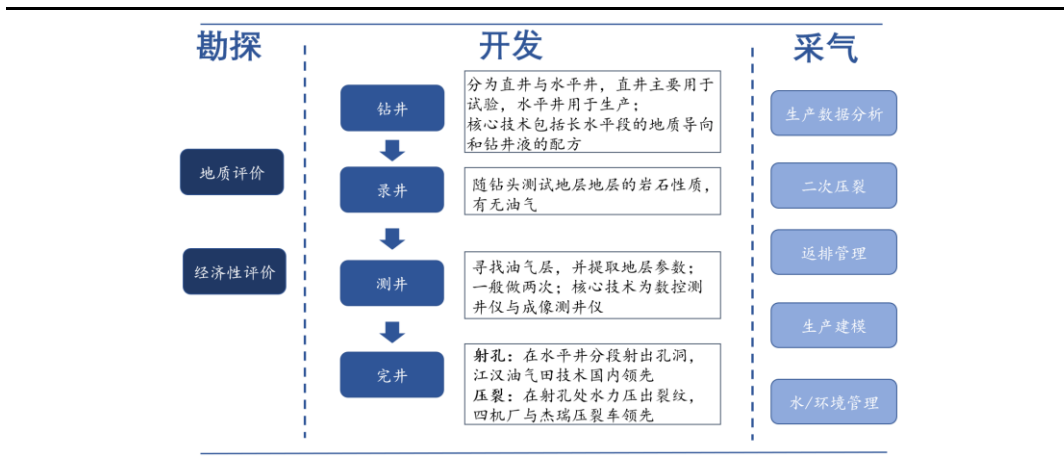 勘探
地质评价
经济性评价
开发
钻井
分为直井与水平井，直井主要用于
试验，水平井用于生产；
核心技术包括长水平段的地质导向
和钻井液的配方
录井
随钻头测试地层地层的岩石性质，
有无油气
测井
寻找油气层，并提取地层参数；
一般做两次；核心技术为数控测
井仪与成像测井仪
完井
射孔：在水平井分段射出孔洞，
江汉油气田技术国内领先
压裂：在射孔处水力压出裂纹，
四机厂与杰瑞压裂车领先
采气
生产数据分析
二次压裂
返排管理
生产建模
水/环境管理